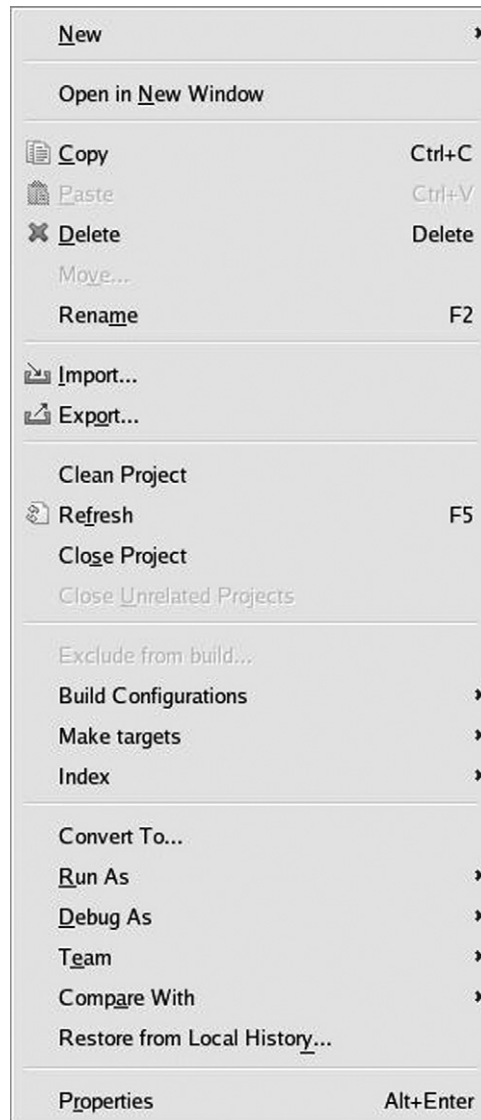 New
Open in New Window
Copy Ctrl+C
Paste Ctrl+V
Delete Delete
Move...
Rename F2
Import...
Export...
Clean Project
Refresh F5
Close Project
Close Unrelated Projects
Exclude from build...
Build Configurations
Make targets
Index
Convert To...
Run As
Debug As
Team
Compare With
Restore from Local History...
Properties Alt+Enter